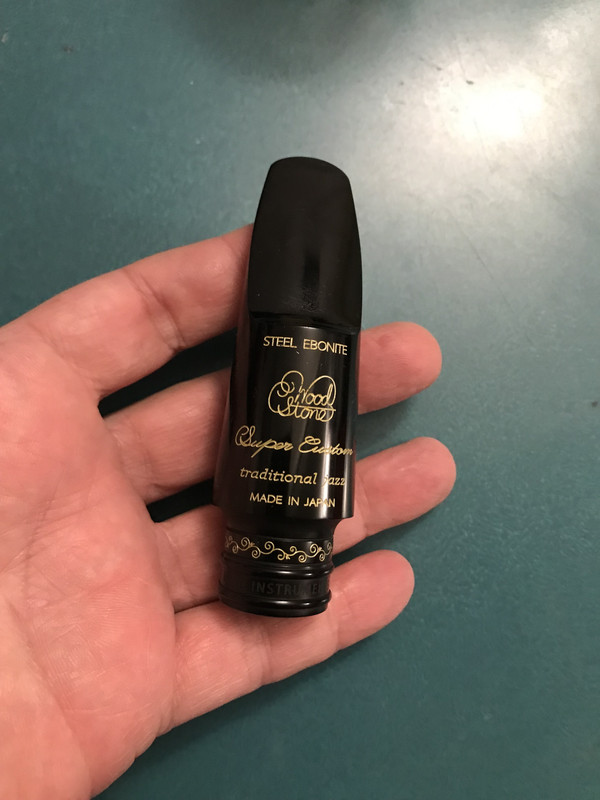 STEEL EBONITE
Wood
Stone
Super Custom
traditional Jazz
MADE IN JAPAN